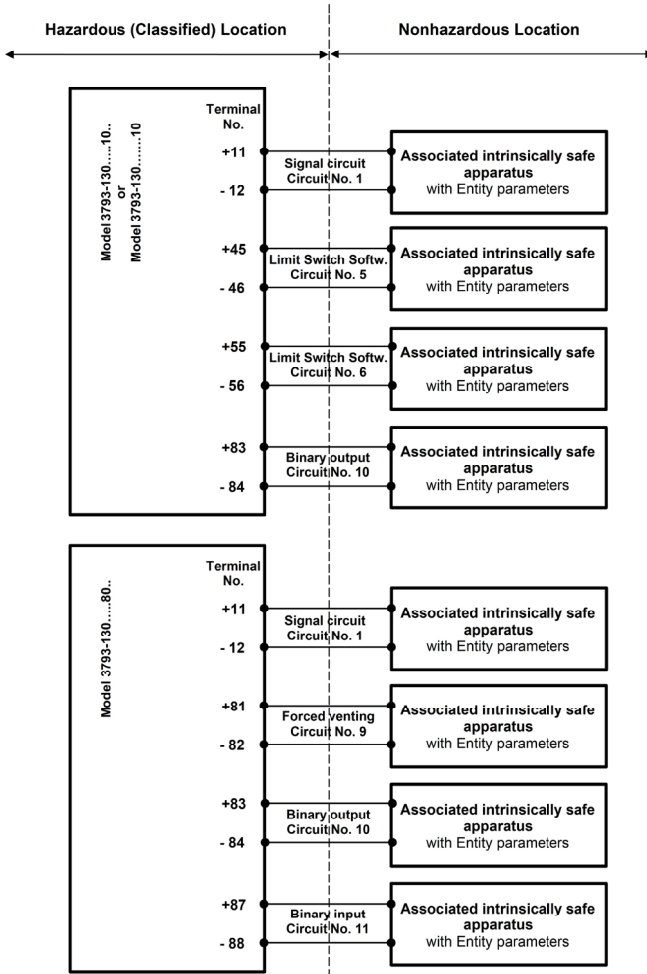 Hazardous (Classified) Location
Nonhazardous Location
Model 3793-130.....10..
or
Model 3793-130........10
Terminal
No.
+11
Signal circuit
Circuit No. 1
- 12
Associated intrinsically safe
apparatus
with Entity parameters
+45
Limit Switch Softw.
Circuit No. 5
- 46
Associated intrinsically safe
apparatus
with Entity parameters
+55
Limit Switch Softw.
Circuit No. 6
- 56
Associated intrinsically safe
apparatus
with Entity parameters
+83
Binary output
Circuit No. 10
- 84
Associated intrinsically safe
apparatus
with Entity parameters
Model 3793-130.....80..
Terminal
No.
+11
Signal circuit
Circuit No. 1
- 12
Associated intrinsically safe
apparatus
with Entity parameters
+81
Forced venting
Circuit No. 9
- 82
Associated intrinsically safe
apparatus
with Entity parameters
+83
Binary output
Circuit No. 10
- 84
Associated intrinsically safe
apparatus
with Entity parameters
+87
Binary input
Circuit No. 11
- 88
Associated intrinsically safe
apparatus
with Entity parameters